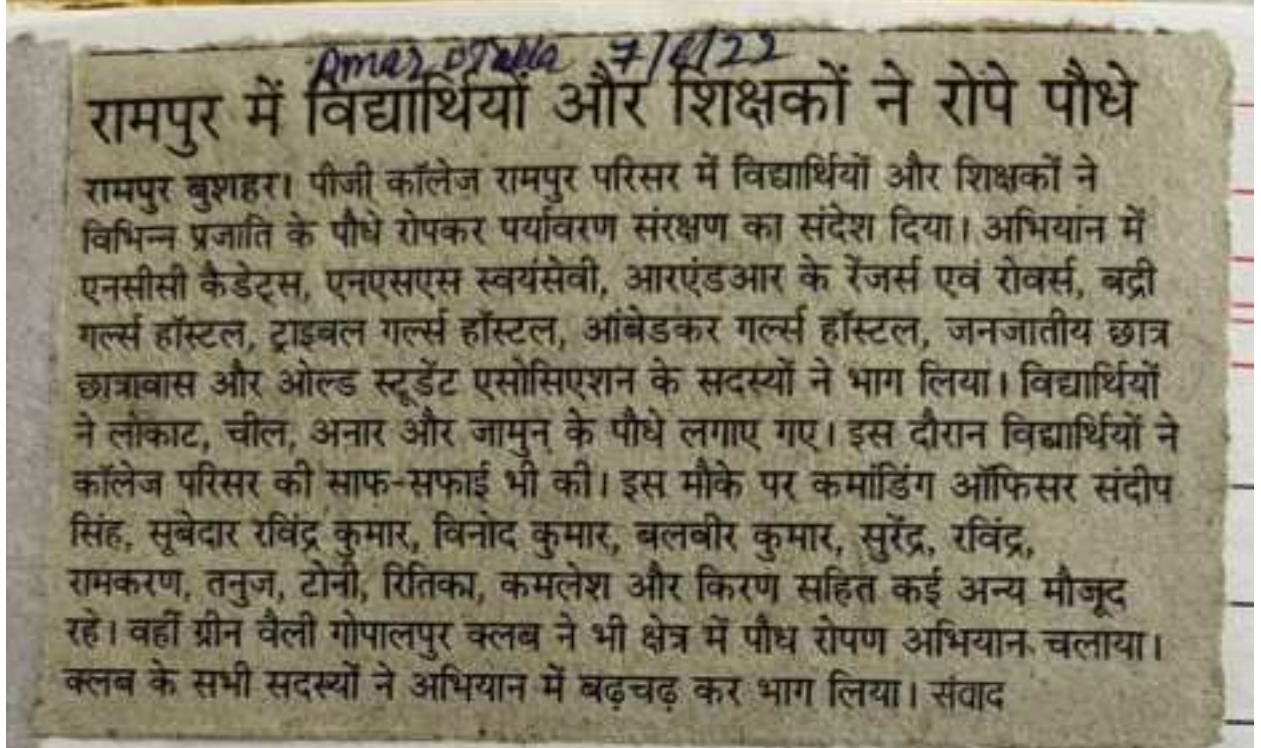 Amar Ujala 7/6/22
रामपुर में विद्यार्थियों और शिक्षकों ने रोपे पौधे
रामपुर बुशहर। पीजी कॉलेज रामपुर परिसर में विद्यार्थियों और शिक्षकों ने
विभिन्न प्रजाति के पौधे रोपकर पर्यावरण संरक्षण का संदेश दिया। अभियान में
एनसीसी कैडेट्स, एनएसएस स्वयंसेवी, आरएंडआर के रेंजर्स एवं रोवर्स, बद्री
गर्ल्स हॉस्टल, ट्राइबल गर्ल्स हॉस्टल, आंबेडकर गर्ल्स हॉस्टल, जनजातीय छात्र
छात्रावास और ओल्ड स्टूडेंट एसोसिएशन के सदस्यों ने भाग लिया। विद्यार्थियों
ने लोकाट, चील, अनार और जामुन के पौधे लगाए गए। इस दौरान विद्यार्थियों ने
कॉलेज परिसर की साफ-सफाई भी की। इस मौके पर कमांडिंग ऑफिसर संदीप
सिंह, सूबेदार रविंद्र कुमार, विनोद कुमार, बलबीर कुमार, सुरेंद्र, रविंद्र,
रामकरण, तनुज, टोनी, रितिका, कमलेश और किरण सहित कई अन्य मौजूद
रहे। वहीं ग्रीन वैली गोपालपुर क्लब ने भी क्षेत्र में पौध रोपण अभियान चलाया।
क्लब के सभी सदस्यों ने अभियान में बढ़चढ़ कर भाग लिया। संवाद